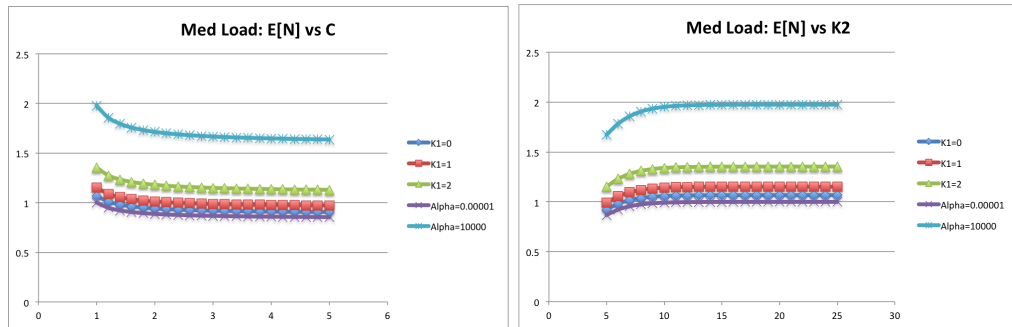 Med Load: E[N] vs C
2.5
2
1.5
1
0.5
0
0 1 2 3 4 5 6
K1=0
K1=1
K1=2
Alpha=0.00001
Alpha=10000
Med Load: E[N] vs K2
2.5
2
1.5
1
0.5
0
0 5 10 15 20 25 30
K1=0
K1=1
K1=2
Alpha=0.00001
Alpha=10000